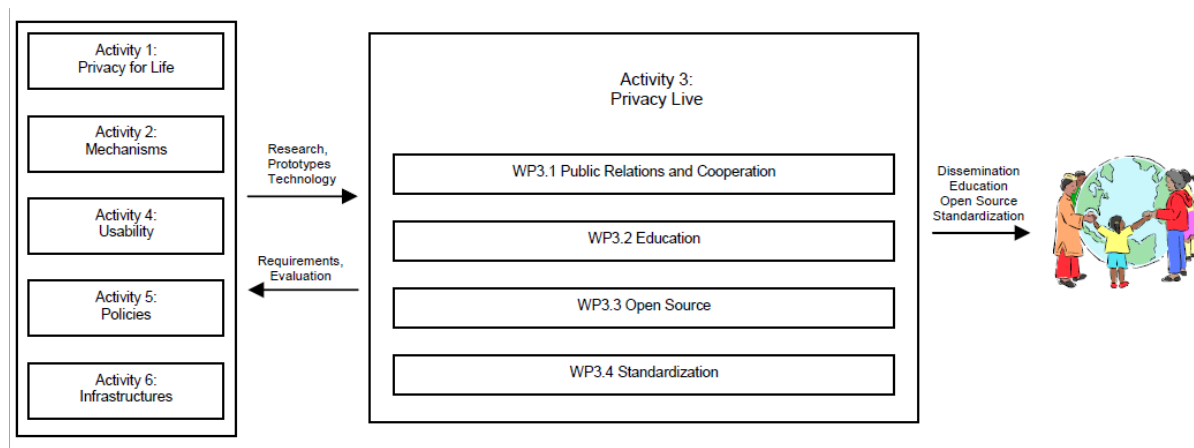 Activity 1:
Privacy for Life
Activity 2:
Mechanisms
Activity 4:
Usability
Activity 5:
Policies
Activity 6:
Infrastructures
Research,
Prototypes
Technology
Requirements,
Evaluation
Activity 3:
Privacy Live
WP3.1 Public Relations and Cooperation
WP3.2 Education
WP3.3 Open Source
WP3.4 Standardization
Dissemination
Education
Open Source
Standardization